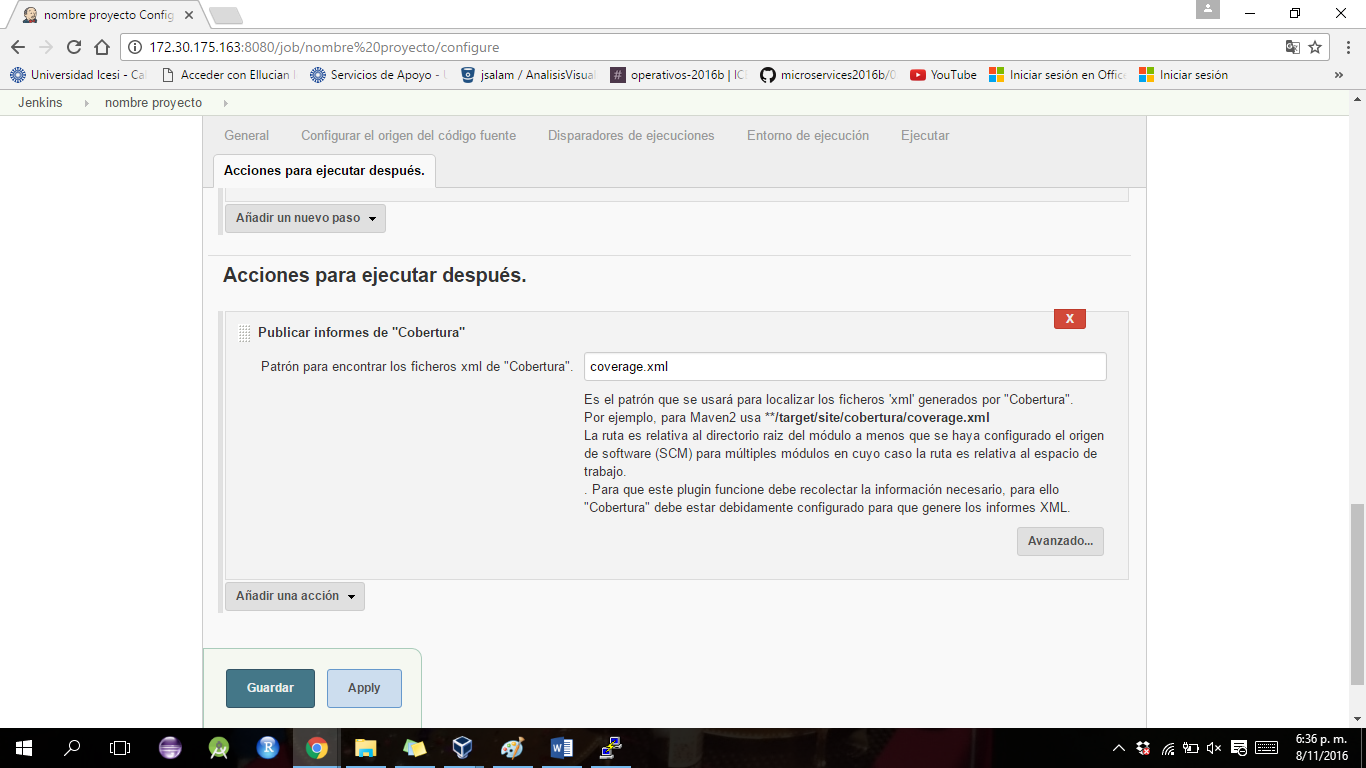 nombre proyecto Config
172.30.175.163:8080/job/nombre%20proyecto/configure
Universidad Icesi - Cal
Acceder con Ellucian
Servicios de Apoyo -
jsalam / AnalisisVisual
operativos-2016b | IC
microservices2016b/0
YouTube
Iniciar sesión en Offic
Iniciar sesión
»
Jenkins
nombre proyecto
General
Configurar el origen del código fuente
Disparadores de ejecuciones
Entorno de ejecución
Ejecutar
Acciones para ejecutar después.
Añadir un nuevo paso
Acciones para ejecutar después.
X
Publicar informes de "Cobertura"
Patrón para encontrar los ficheros xml de "Cobertura".
coverage.xml
Es el patrón que se usará para localizar los ficheros 'xml' generados por "Cobertura".
Por ejemplo, para Maven2 usa **/target/site/cobertura/coverage.xml
La ruta es relativa al directorio raiz del módulo a menos que se haya configurado el origen
de software (SCM) para múltiples módulos en cuyo caso la ruta es relativa al espacio de
trabajo.
. Para que este plugin funcione debe recolectar la información necesario, para ello
"Cobertura" debe estar debidamente configurado para que genere los informes XML.
Avanzado...
Añadir una acción
Guardar
Apply
6:36 p. m.
8/11/2016